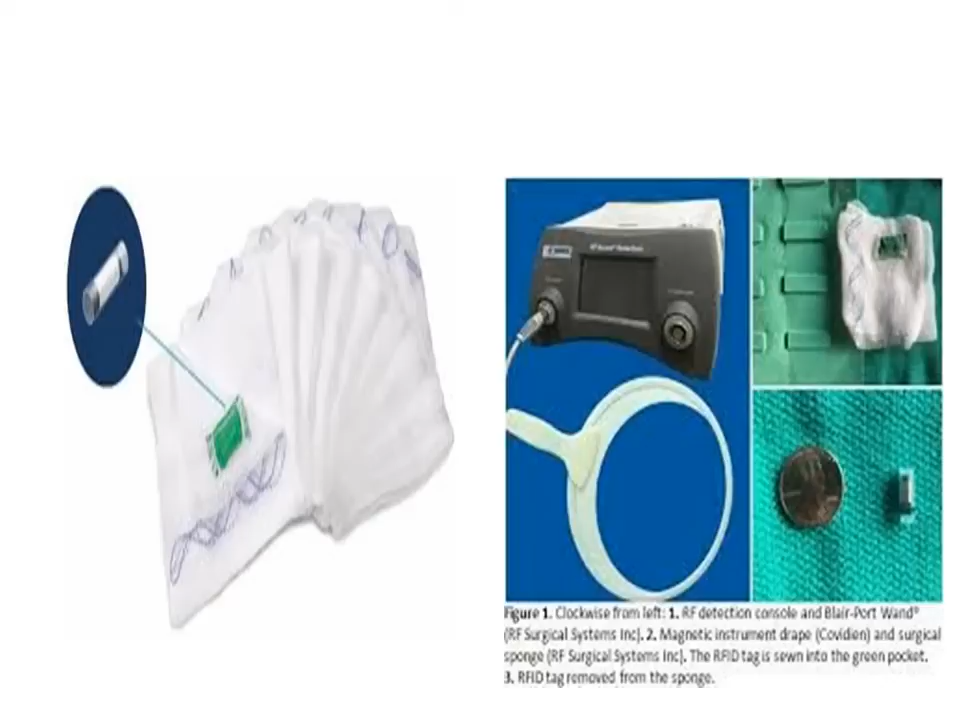 Figure 1. Clockwise from left: 1. RF detection console and Blair-Port Wand®
(RF Surgical Systems Inc). 2. Magnetic instrument drape (Covidien) and surgical
sponge (RF Surgical Systems Inc). The RFID tag is sewn into the green pocket.
3. RFID tag removed from the sponge.